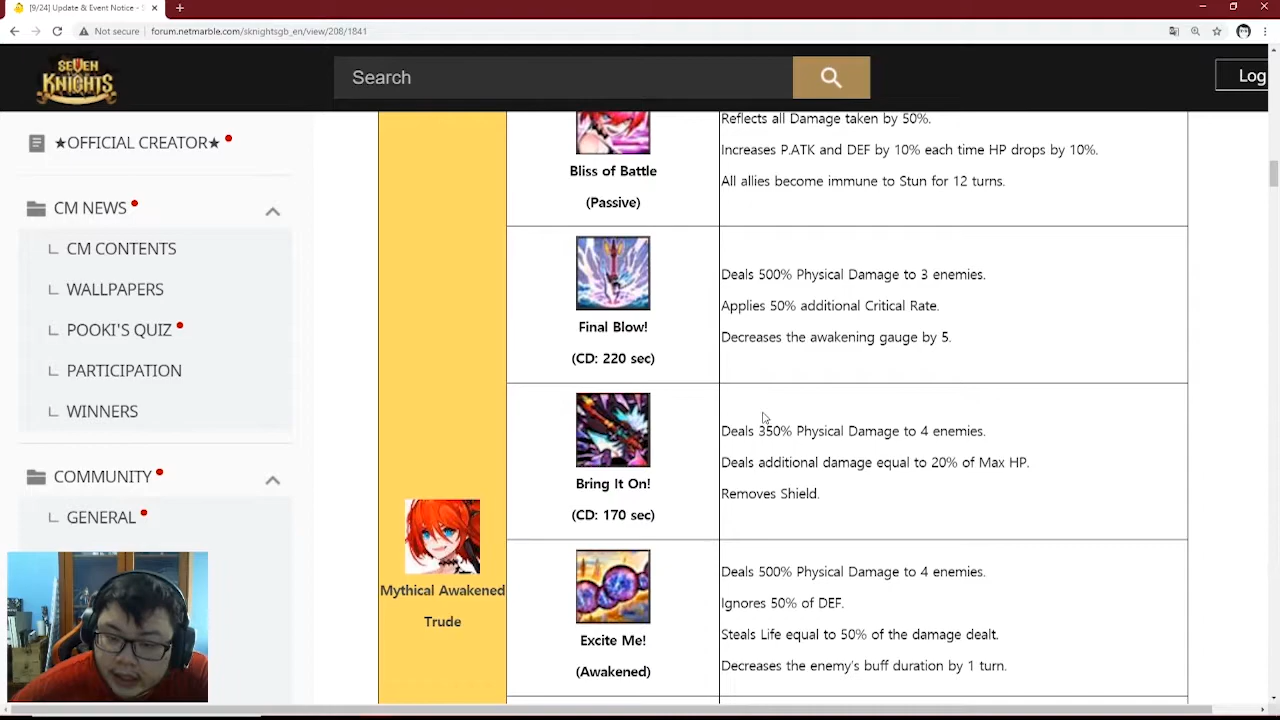 [9/24] Update & Event Notice - S
Not secure
forum.netmarble.com/sknightsgb_en/view/208/1841
SEVEN
KNIGHTS
Search
Log
★OFFICIAL CREATOR★
CM NEWS
CM CONTENTS
WALLPAPERS
POOKI'S QUIZ
PARTICIPATION
WINNERS
COMMUNITY
GENERAL
Mythical Awakened
Trude
Bliss of Battle
(Passive)
Reflects all Damage taken by 50%.
Increases P.ATK and DEF by 10% each time HP drops by 10%.
All allies become immune to Stun for 12 turns.
Final Blow!
(CD: 220 sec)
Deals 500% Physical Damage to 3 enemies.
Applies 50% additional Critical Rate.
Decreases the awakening gauge by 5.
Bring It On!
(CD: 170 sec)
Deals 350% Physical Damage to 4 enemies.
Deals additional damage equal to 20% of Max HP.
Removes Shield.
Excite Me!
(Awakened)
Deals 500% Physical Damage to 4 enemies.
Ignores 50% of DEF.
Steals Life equal to 50% of the damage dealt.
Decreases the enemy's buff duration by 1 turn.